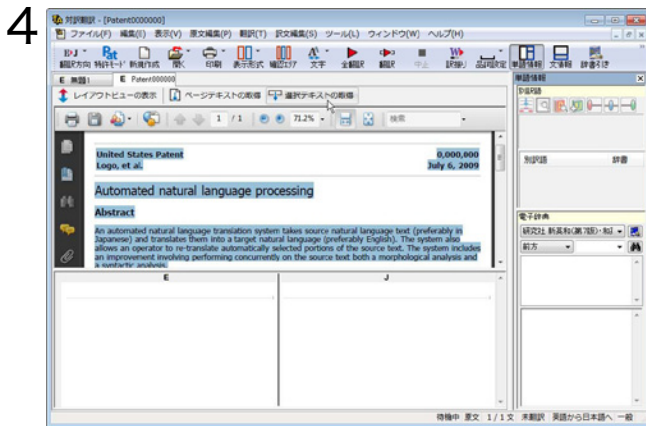 4
対訳翻訳 - [Patent0000000]
ファイル(F) 編集(E) 表示(V) 原文編集(P) 翻訳(T) 訳文編集(S) ツール(L) ウィンドウ(W) ヘルプ(H)
翻訳方向 特許モード 新規作成 開く 印刷 表示形式 確認エリア 文字 全翻訳 翻訳 中止 訳振り 品詞設定 単語情報 文情報 辞書引き
E 無題1 E Patent000000 単語情報
レイアウトビューの表示 ページテキストの取得 選択テキストの取得
1 / 1 71.2% 検索
United States Patent 0,000,000
Logo, et al. July 6, 2009
Automated natural language processing
Abstract
An automated natural language translation system takes source natural language text (preferably in
Japanese) and translates them into a target natural language (preferably English). The system also
allows an operator to re-translate automatically selected portions of the source text. The system includes
an improvement involving performing concurrently on the source text both a morphological analysis and
a syntactic analysis.
別訳語 辞書
電子辞典
前方
E J
待機中 原文 1/1文 未翻訳 英語から日本語へ 一般